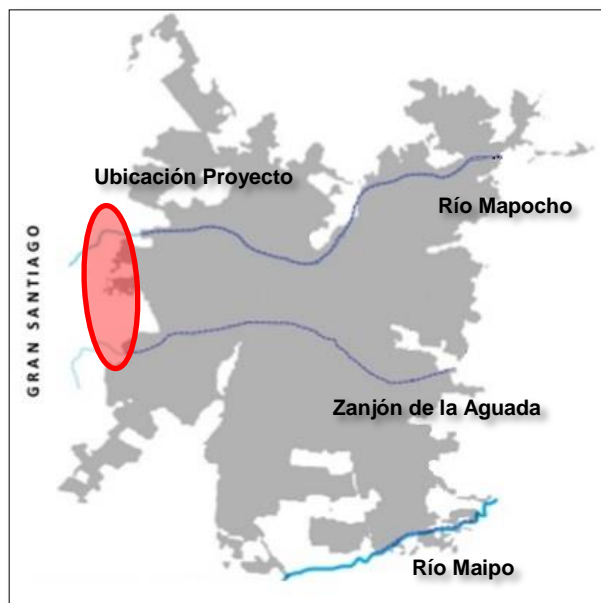 Ubicación Proyecto
Río Mapocho
GRAN SANTIAGO
Zanjón de la Aguada
Río Maipo